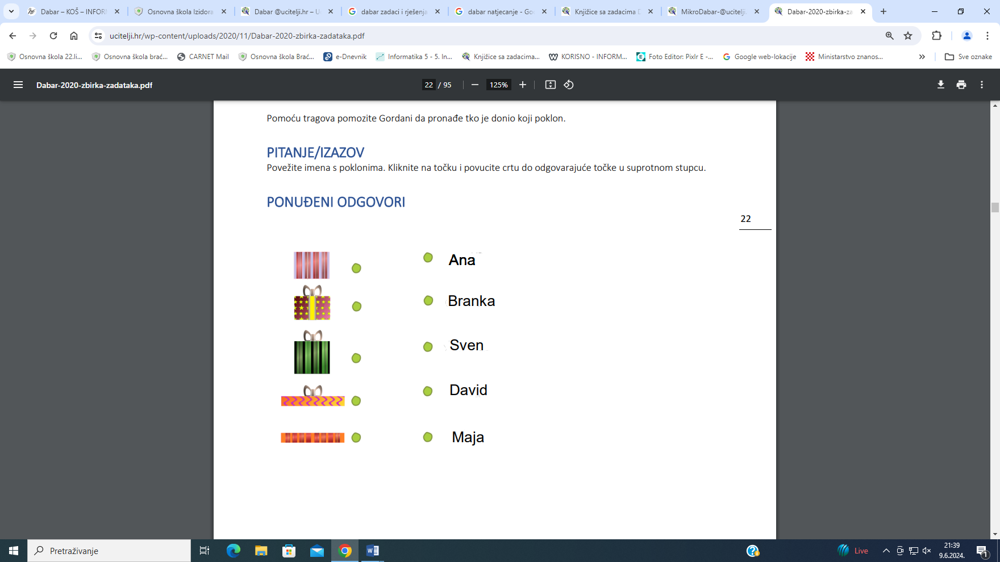 Dabar – KOŠ – INFORM
Osnovna škola Izidora
Dabar @ucitelji.hr – U
dabar zadaci i rješenja
dabar natjecanje - Goo
Knjižice sa zadacima D
MikroDabar-@ucitelji.
Dabar-2020-zbirka-za
ucitelji.hr/wp-content/uploads/2020/11/Dabar-2020-zbirka-zadataka.pdf
Osnovna škola 22.li...
Osnovna škola brać...
CARNET Mail
Osnovna škola Brać...
e-Dnevnik
Informatika 5 - 5. In...
Knjižice sa zadacima...
KORISNO - INFORM...
Foto Editor: Pixlr E -...
Google web-lokacije
Ministarstvo znanos...
Sve oznake
Dabar-2020-zbirka-zadataka.pdf
22 / 95
125%
Pomoću tragova pomozite Gordani da pronađe tko je donio koji poklon.
PITANJE/IZAZOV
Povežite imena s poklonima. Kliknite na točku i povucite crtu do odgovarajuće točke u suprotnom stupcu.
PONUĐENI ODGOVORI
22
Ana
Branka
Sven
David
Maja
Pretraživanje
Live
21:39
9.6.2024.
1